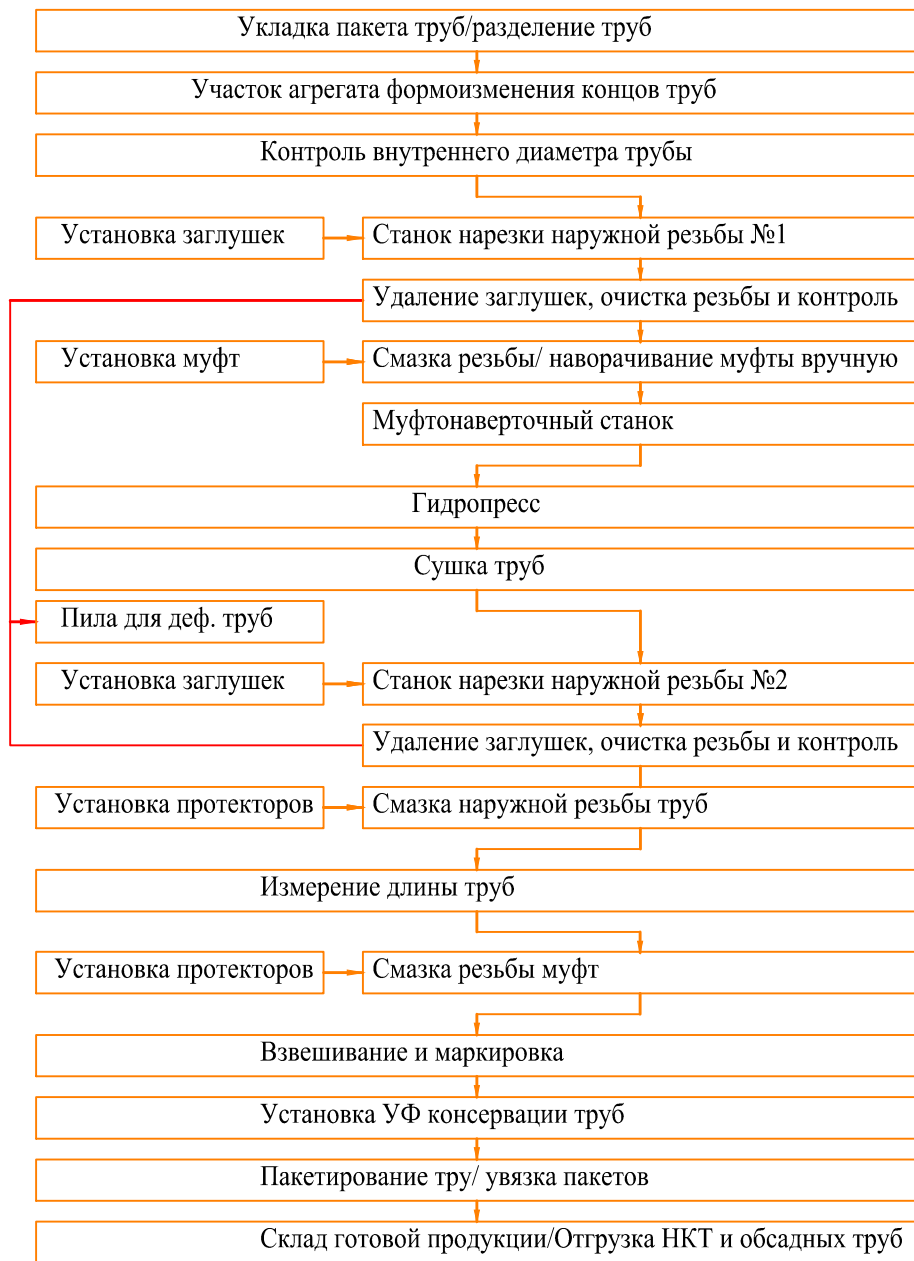 Укладка пакета труб/разделение труб
Участок агрегата формоизменения концов труб
Контроль внутреннего диаметра трубы
Установка заглушек
Станок нарезки наружной резьбы №1
Удаление заглушек, очистка резьбы и контроль
Установка муфт
Смазка резьбы/ наворачивание муфты вручную
Муфтонаверточный станок
Гидропресс
Сушка труб
Пила для деф. труб
Установка заглушек
Станок нарезки наружной резьбы №2
Удаление заглушек, очистка резьбы и контроль
Установка протекторов
Смазка наружной резьбы труб
Измерение длины труб
Установка протекторов
Смазка резьбы муфт
Взвешивание и маркировка
Установка УФ консервации труб
Пакетирование тру/ увязка пакетов
Склад готовой продукции/Отгрузка НКТ и обсадных труб